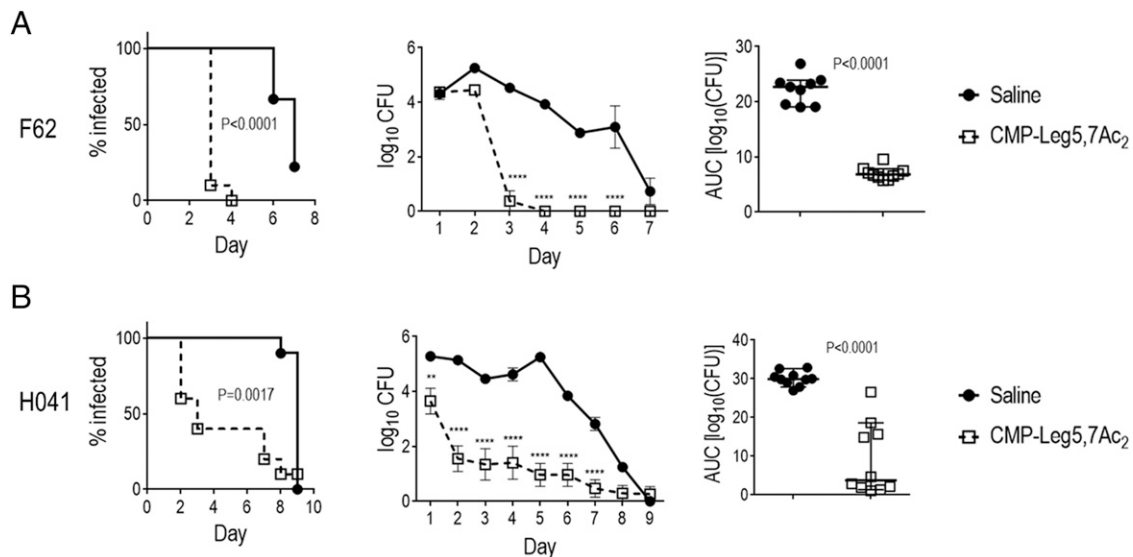 A
F62
% infected
100
50
0
P<0.0001
0 2 4 6 8
Day
log10 CFU
6
4
2
0
****
****
****
****
1 2 3 4 5 6 7
Day
AUC [log10(CFU)]
30
20
10
0
P<0.0001
Saline
CMP-Leg5,7Ac2
B
H041
% infected
100
50
0
P=0.0017
0 2 4 6 8 10
Day
log10 CFU
6
4
2
0
**
****
****
****
****
****
****
1 2 3 4 5 6 7 8 9
Day
AUC [log10(CFU)]
40
30
20
10
0
P<0.0001
Saline
CMP-Leg5,7Ac2